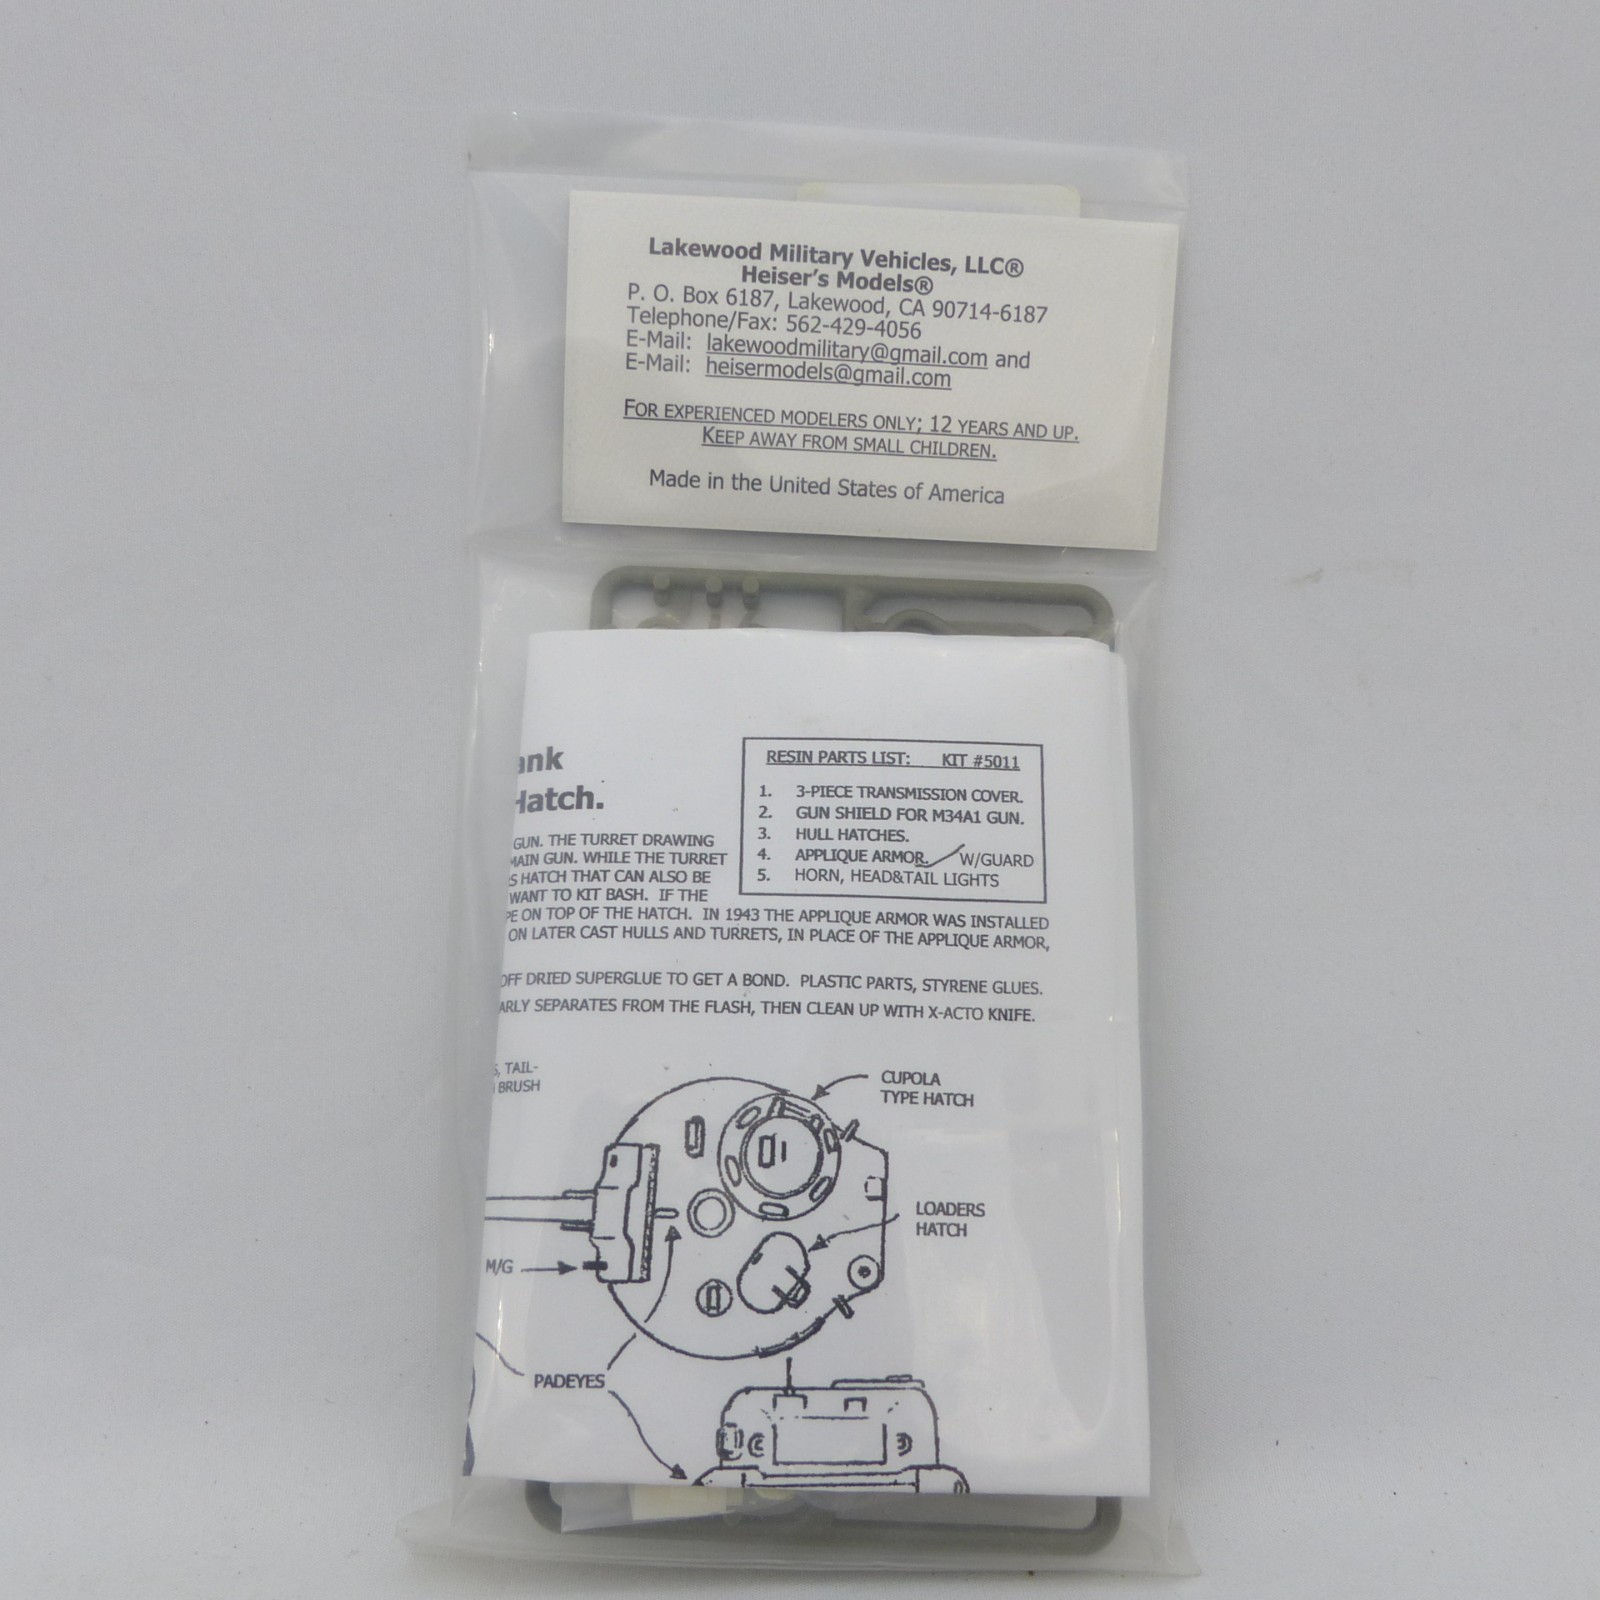 Lakewood Military Vehicles, LLC®
Heiser's Models®
P. O. Box 6187, Lakewood, CA 90714-6187
Telephone/Fax: 562-429-4056
E-Mail: lakewoodmilitary@gmail.com and
E-Mail: heisermodels@gmail.com
FOR EXPERIENCED MODELERS ONLY; 12 YEARS AND UP.
KEEP AWAY FROM SMALL CHILDREN.
Made in the United States of America
ank
Hatch.
RESIN PARTS LIST: KIT #5011
1. 3-PIECE TRANSMISSION COVER.
2. GUN SHIELD FOR M34A1 GUN.
3. HULL HATCHES.
4. APPLIQUE ARMOR. W/GUARD
5. HORN, HEAD&TAIL LIGHTS
GUN. THE TURRET DRAWING
MAIN GUN. WHILE THE TURRET
S HATCH THAT CAN ALSO BE
WANT TO KIT BASH. IF THE
PE ON TOP OF THE HATCH. IN 1943 THE APPLIQUE ARMOR WAS INSTALLED
ON LATER CAST HULLS AND TURRETS, IN PLACE OF THE APPLIQUE ARMOR,
OFF DRIED SUPERGLUE TO GET A BOND. PLASTIC PARTS, STYRENE GLUES.
ARLY SEPARATES FROM THE FLASH, THEN CLEAN UP WITH X-ACTO KNIFE.
S, TAIL-
BRUSH
CUPOLA
TYPE HATCH
LOADERS
HATCH
M/G
PADEYES